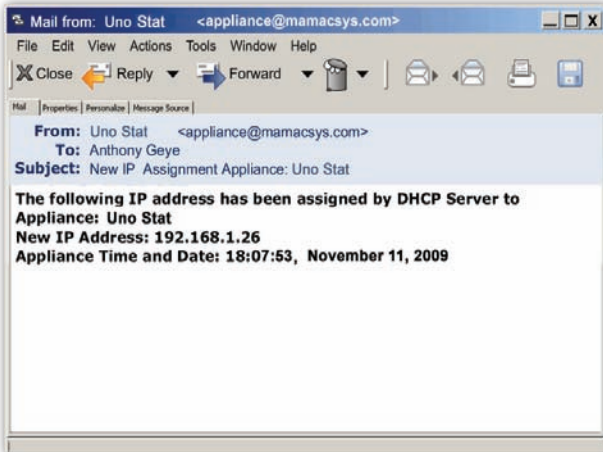 Mail from: Uno Stat <appliance@mamacsys.com>
File Edit View Actions Tools Window Help
Close Reply Forward
Mail Properties Personalize Message Source
From: Uno Stat <appliance@mamacsys.com>
To: Anthony Geye
Subject: New IP Assignment Appliance: Uno Stat
The following IP address has been assigned by DHCP Server to
Appliance: Uno Stat
New IP Address: 192.168.1.26
Appliance Time and Date: 18:07:53, November 11, 2009